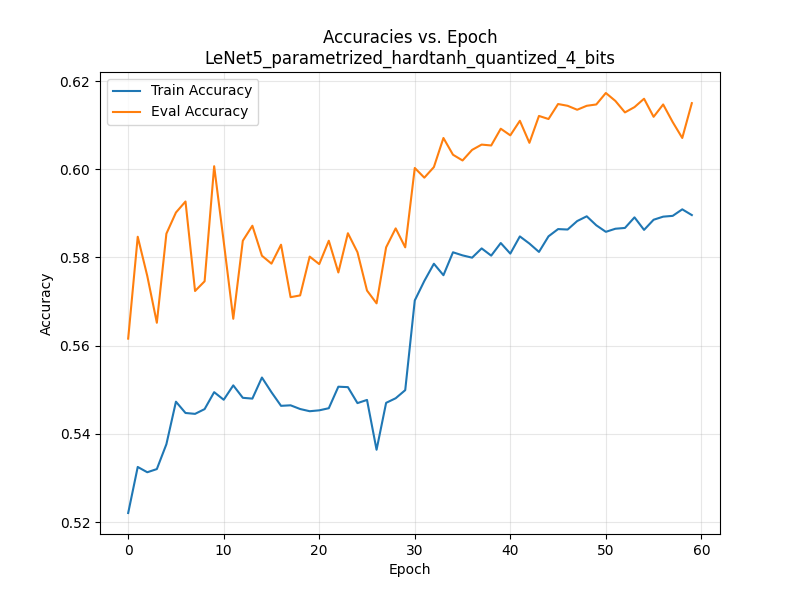 Accuracies vs. Epoch
LeNet5_parametrized_hardtanh_quantized_4_bits
Train Accuracy
Eval Accuracy
0.62
0.60
0.58
0.56
0.54
0.52
Accuracy
0 10 20 30 40 50 60
Epoch